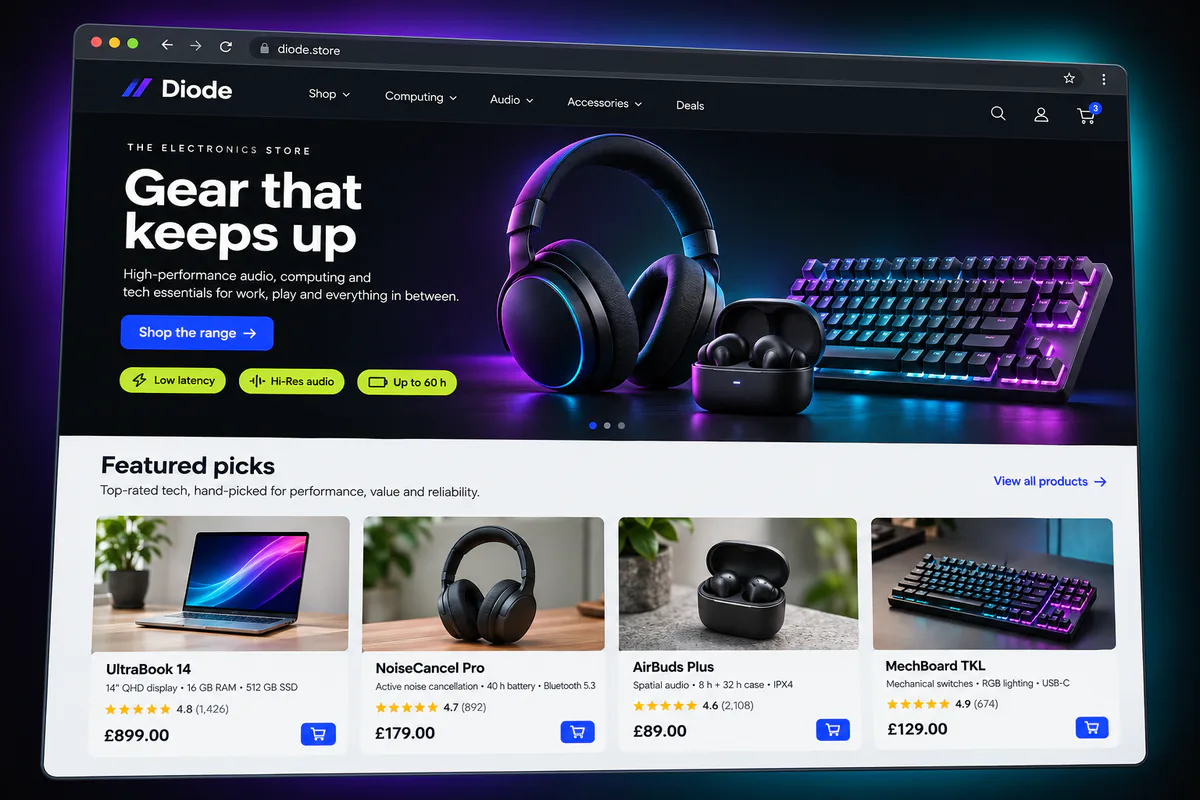 diode.store
Diode
Shop
Computing
Audio
Accessories
Deals
3
THE ELECTRONICS STORE
Gear that
keeps up
High-performance audio, computing and
tech essentials for work, play and everything in between.
Shop the range →
Low latency
Hi-Res audio
Up to 60 h
Featured picks
Top-rated tech, hand-picked for performance, value and reliability.
View all products →
UltraBook 14
14" QHD display • 16 GB RAM • 512 GB SSD
4.8 (1,426)
£899.00
NoiseCancel Pro
Active noise cancellation • 40 h battery • Bluetooth 5.3
4.7 (892)
£179.00
AirBuds Plus
Spatial audio • 8 h + 32 h case • IPX4
4.6 (2,108)
£89.00
MechBoard TKL
Mechanical switches • RGB lighting • USB-C
4.9 (674)
£129.00